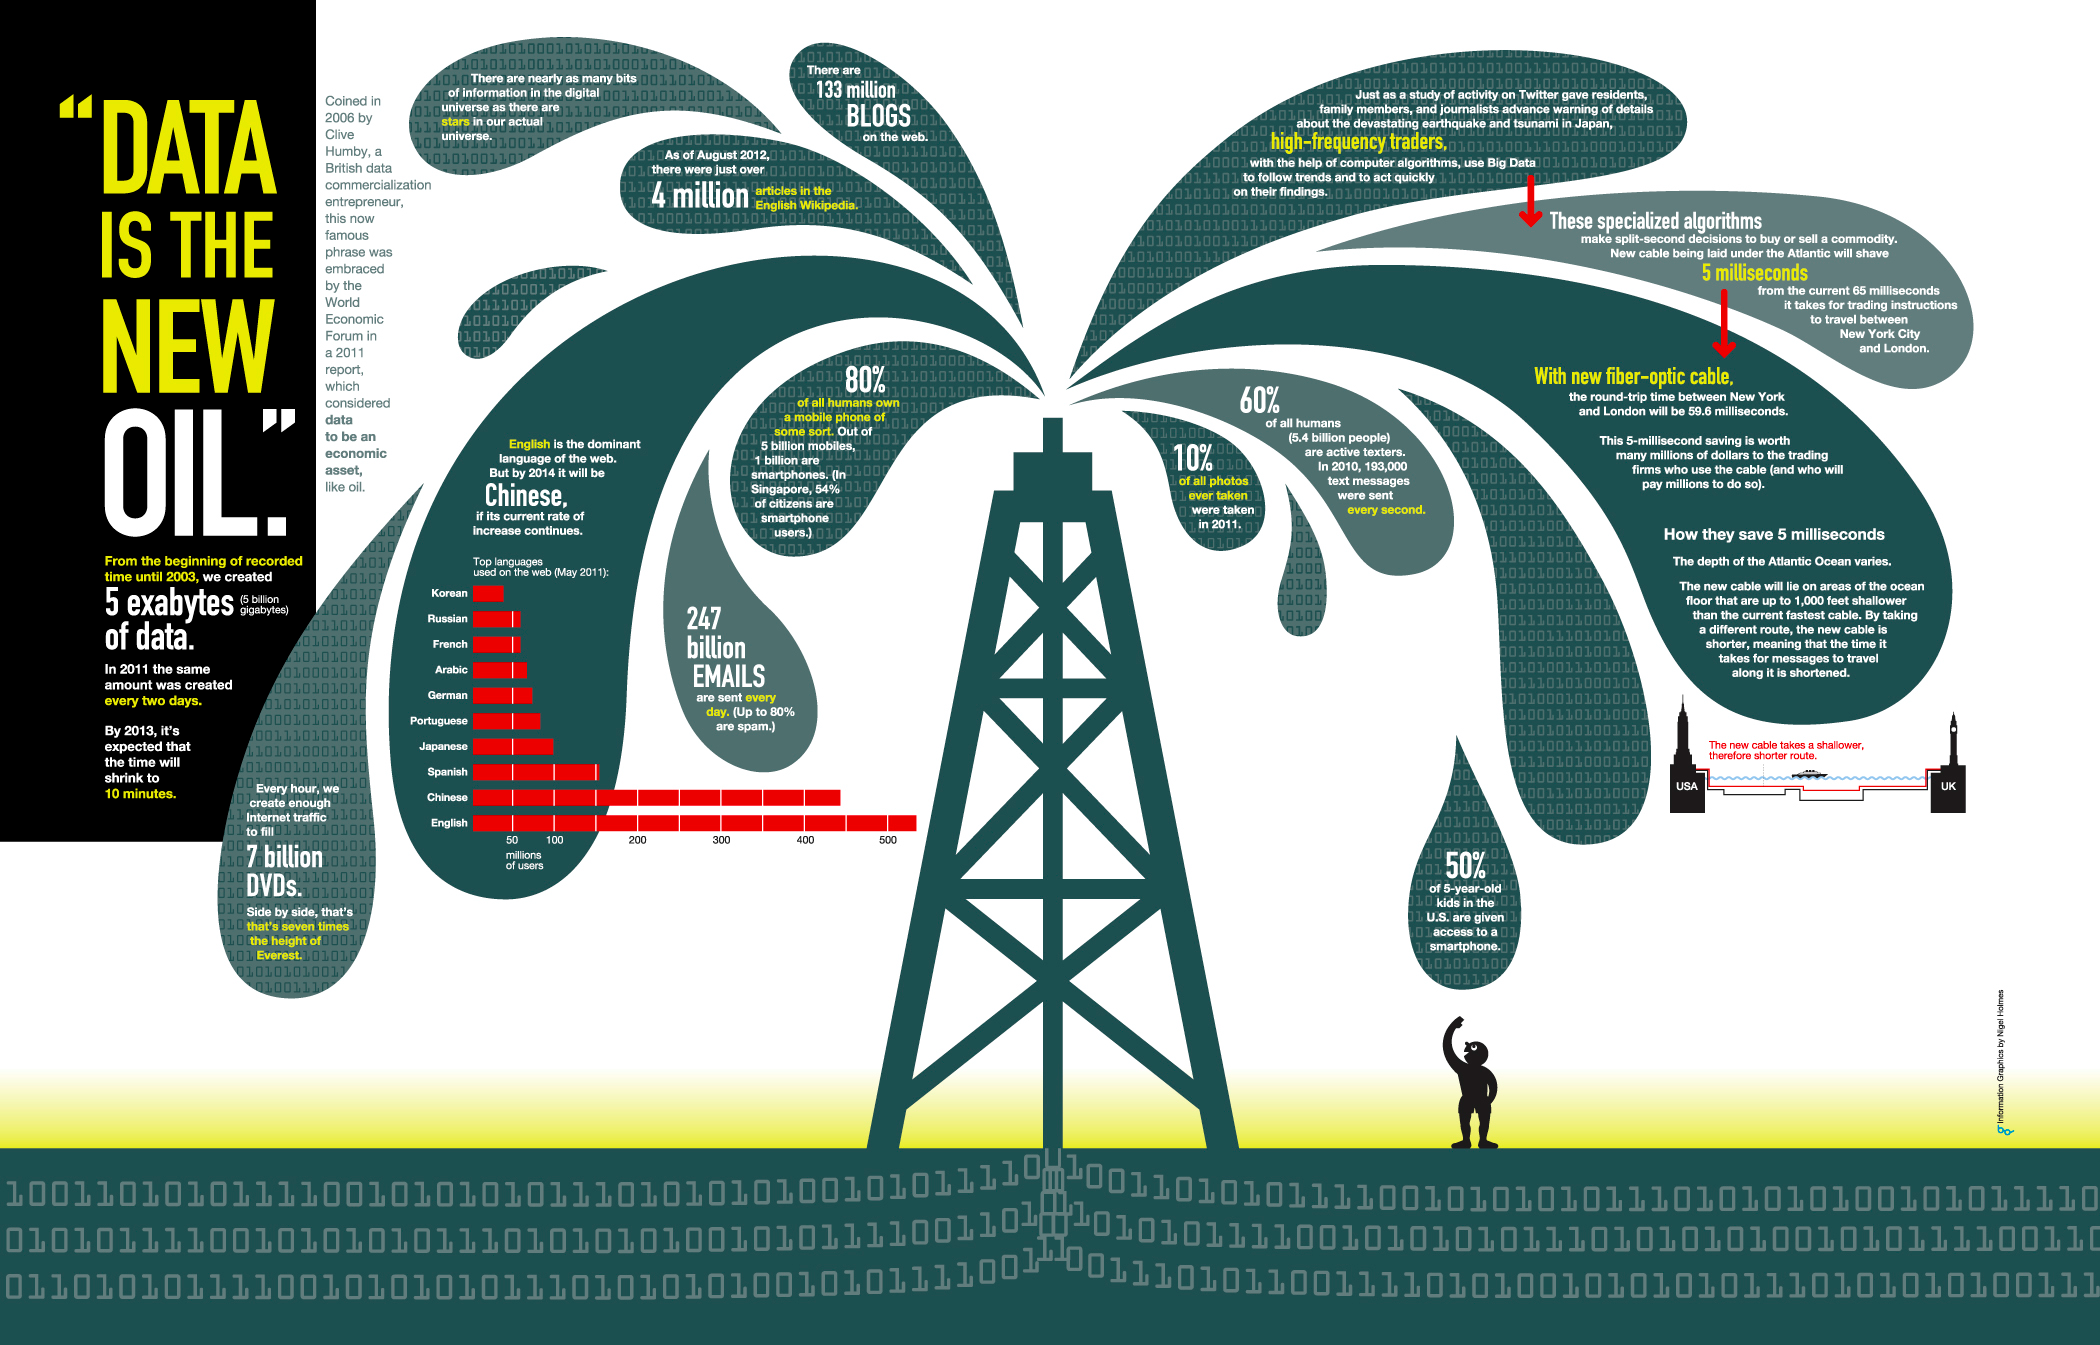 “DATA
IS THE
NEW
OIL.”
From the beginning of recorded
time until 2003, we created
5 exabytes (5 billion
gigabytes)
of data.
In 2011 the same
amount was created
every two days.
By 2013, it’s
expected that
the time will
shrink to
10 minutes.
Coined in
2006 by
Clive
Humby, a
British data
commercialization
entrepreneur,
this now
famous
phrase was
embraced
by the
World
Economic
Forum in
a 2011
report,
which
considered
data
to be an
economic
asset,
like oil.
There are nearly as many bits
of information in the digital
universe as there are
stars in our actual
universe.
There are
133 million
BLOGS
on the web.
As of August 2012,
there were just over
4 million articles in the
English Wikipedia.
English is the dominant
language of the web.
But by 2014 it will be
Chinese,
if its current rate of
increase continues.
Top languages
used on the web (May 2011):
Korean
Russian
French
Arabic
German
Portuguese
Japanese
Spanish
Chinese
English
50 100 200 300 400 500
millions
of users
Every hour, we
create enough
Internet traffic
to fill
7 billion
DVDs.
Side by side, that’s
that’s seven times
the height of
Everest.
80%
of all humans own
a mobile phone of
some sort. Out of
5 billion mobiles,
1 billion are
smartphones. (In
Singapore, 54%
of citizens are
smartphone
users.)
247
billion
EMAILS
are sent every
day. (Up to 80%
are spam.)
10%
of all photos
ever taken
were taken
in 2011.
60%
of all humans
(5.4 billion people)
are active texters.
In 2010, 193,000
text messages
were sent
every second.
50%
of 5-year-old
kids in the
U.S. are given
access to a
smartphone.
Just as a study of activity on Twitter gave residents,
family members, and journalists advance warning of details
about the devastating earthquake and tsunami in Japan,
high-frequency traders,
with the help of computer algorithms, use Big Data
to follow trends and to act quickly
on their findings.
These specialized algorithms
make split-second decisions to buy or sell a commodity.
New cable being laid under the Atlantic will shave
5 milliseconds
from the current 65 milliseconds
it takes for trading instructions
to travel between
New York City
and London.
With new fiber-optic cable,
the round-trip time between New York
and London will be 59.6 milliseconds.
This 5-millisecond saving is worth
many millions of dollars to the trading
firms who use the cable (and who will
pay millions to do so).
How they save 5 milliseconds
The depth of the Atlantic Ocean varies.
The new cable will lie on areas of the ocean
floor that are up to 1,000 feet shallower
than the current fastest cable. By taking
a different route, the new cable is
shorter, meaning that the time it
takes for messages to travel
along it is shortened.
The new cable takes a shallower,
therefore shorter route.
USA
UK
Information Graphics by Nigel Holmes